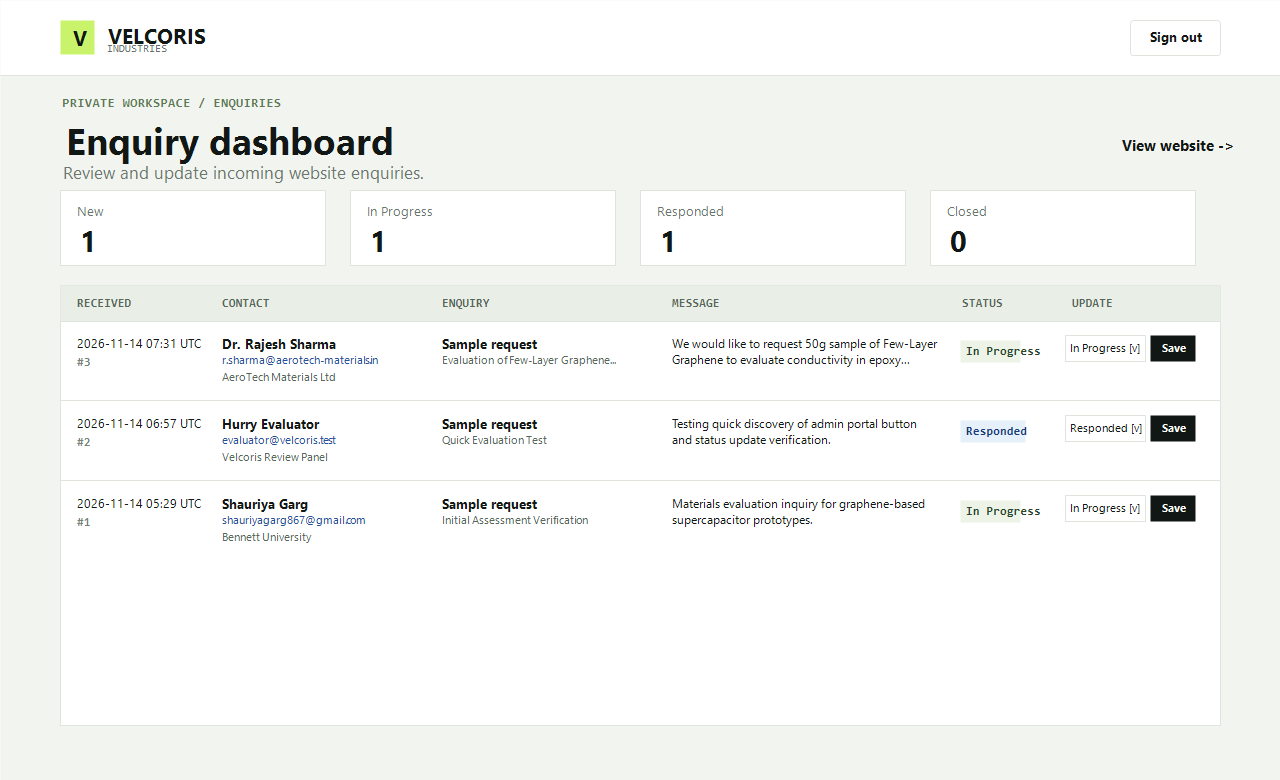 V VELCORIS
INDUSTRIES
Sign out
PRIVATE WORKSPACE / ENQUIRIES
Enquiry dashboard
View website ->
Review and update incoming website enquiries.
New
1
In Progress
1
Responded
1
Closed
0
RECEIVED CONTACT ENQUIRY MESSAGE STATUS UPDATE
2026-11-14 07:31 UTC
#3
Dr. Rajesh Sharma
r.sharma@aerotech-materials.in
AeroTech Materials Ltd
Sample request
Evaluation of Few-Layer Graphene...
We would like to request 50g sample of Few-Layer
Graphene to evaluate conductivity in epoxy...
In Progress
In Progress [v] Save
2026-11-14 06:57 UTC
#2
Hurry Evaluator
evaluator@velcoris.test
Velcoris Review Panel
Sample request
Quick Evaluation Test
Testing quick discovery of admin portal button
and status update verification.
Responded
Responded [v] Save
2026-11-14 05:29 UTC
#1
Shauriya Garg
shauriyagarg867@gmail.com
Bennett University
Sample request
Initial Assessment Verification
Materials evaluation inquiry for graphene-based
supercapacitor prototypes.
In Progress
In Progress [v] Save